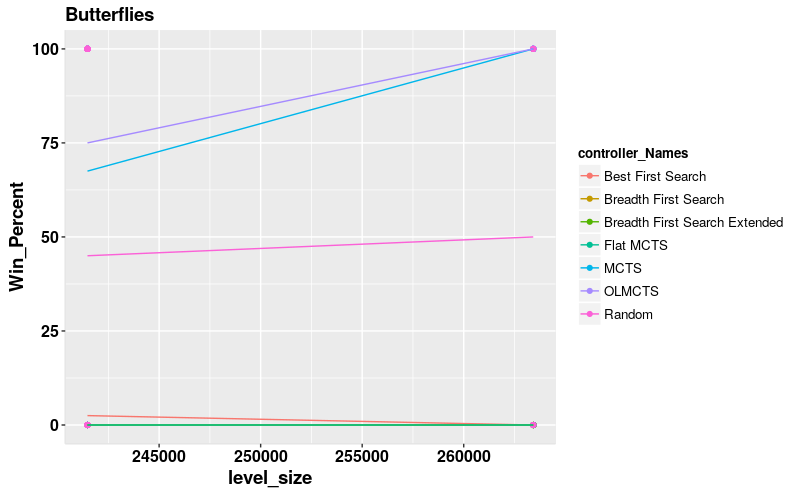 Butterflies
100
75
50
25
0
Win_Percent
245000 250000 255000 260000
level_size
controller_Names
Best First Search
Breadth First Search
Breadth First Search Extended
Flat MCTS
MCTS
OLMCTS
Random